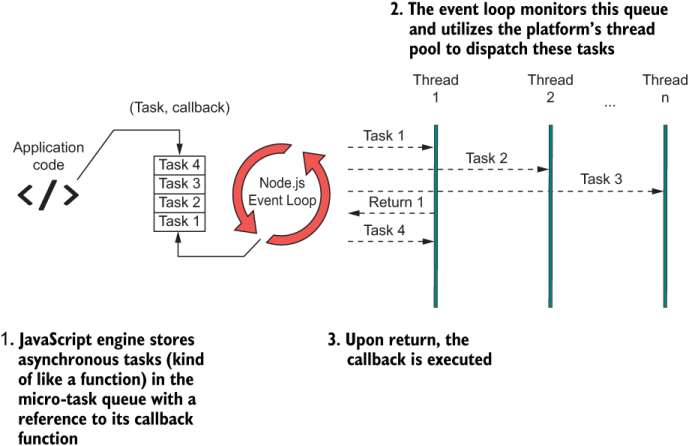 2. The event loop monitors this queue
and utilizes the platform's thread
pool to dispatch these tasks
Thread
1
Thread
2
...
Thread
n
(Task, callback)
Application
code
</>
Task 4
Task 3
Task 2
Task 1
Node.js
Event Loop
Task 1
Task 2
Task 3
Return 1
Task 4
1. JavaScript engine stores
asynchronous tasks (kind
of like a function) in the
micro-task queue with a
reference to its callback
function
3. Upon return, the
callback is executed